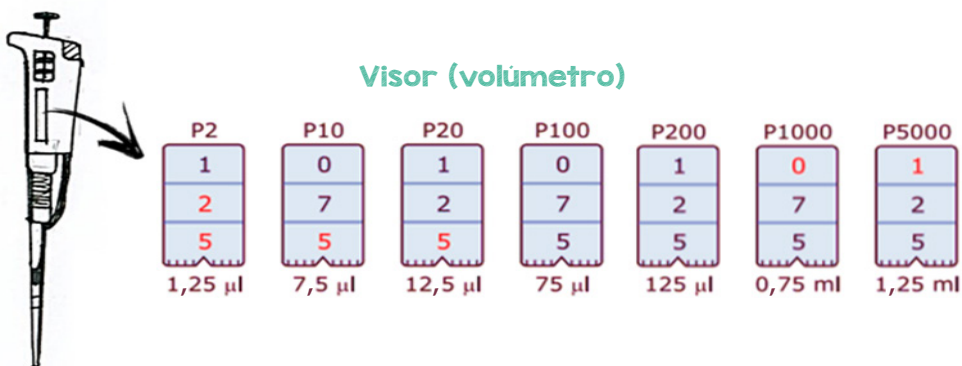 Visor (volúmetro)
P2 P10 P20 P100 P200 P1000 P5000
1 0 1 0 1 0 1
2 7 2 7 2 7 2
5 5 5 5 5 5 5
1,25 µl 7,5 µl 12,5 µl 75 µl 125 µl 0,75 ml 1,25 ml